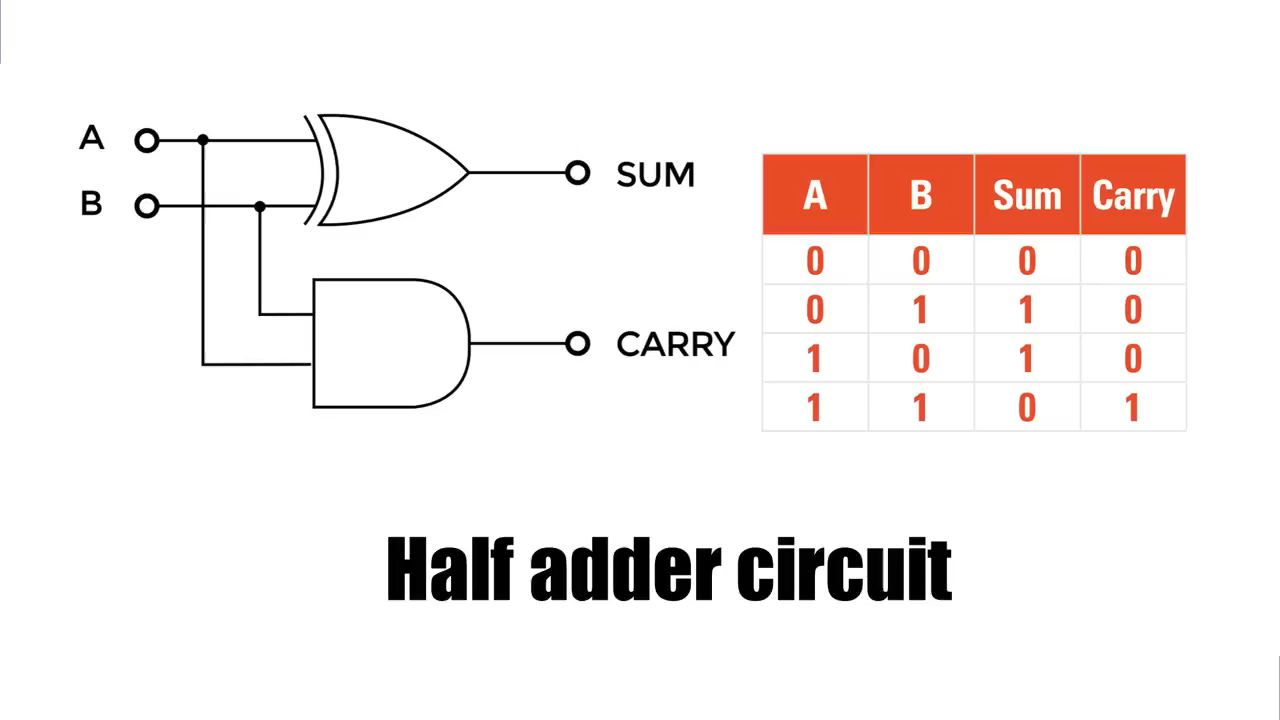 A
B
SUM
CARRY
A B Sum Carry
0 0 0 0
0 1 1 0
1 0 1 0
1 1 0 1
Half adder circuit